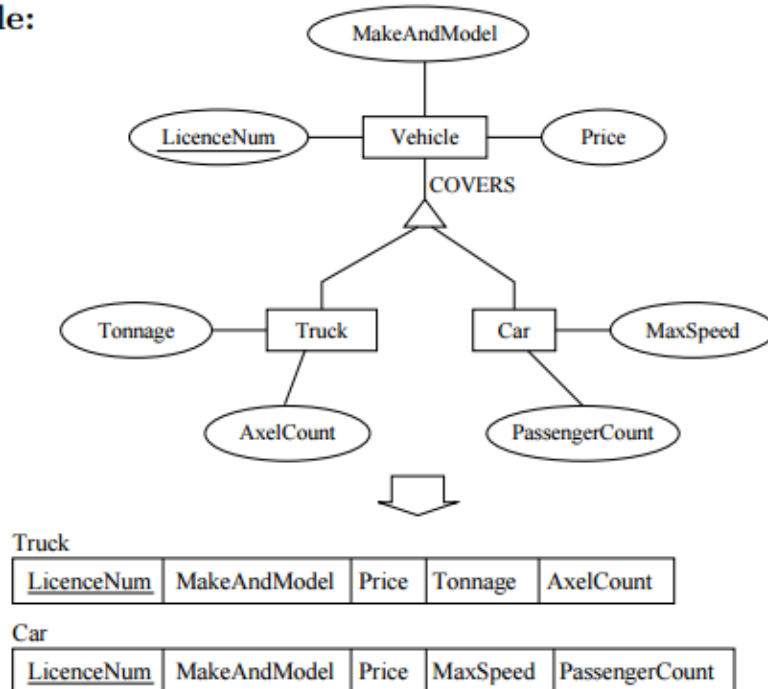 le:
MakeAndModel
LicenceNum Vehicle Price
COVERS
Tonnage Truck Car MaxSpeed
AxelCount PassengerCount
Truck
LicenceNum MakeAndModel Price Tonnage AxelCount
Car
LicenceNum MakeAndModel Price MaxSpeed PassengerCount